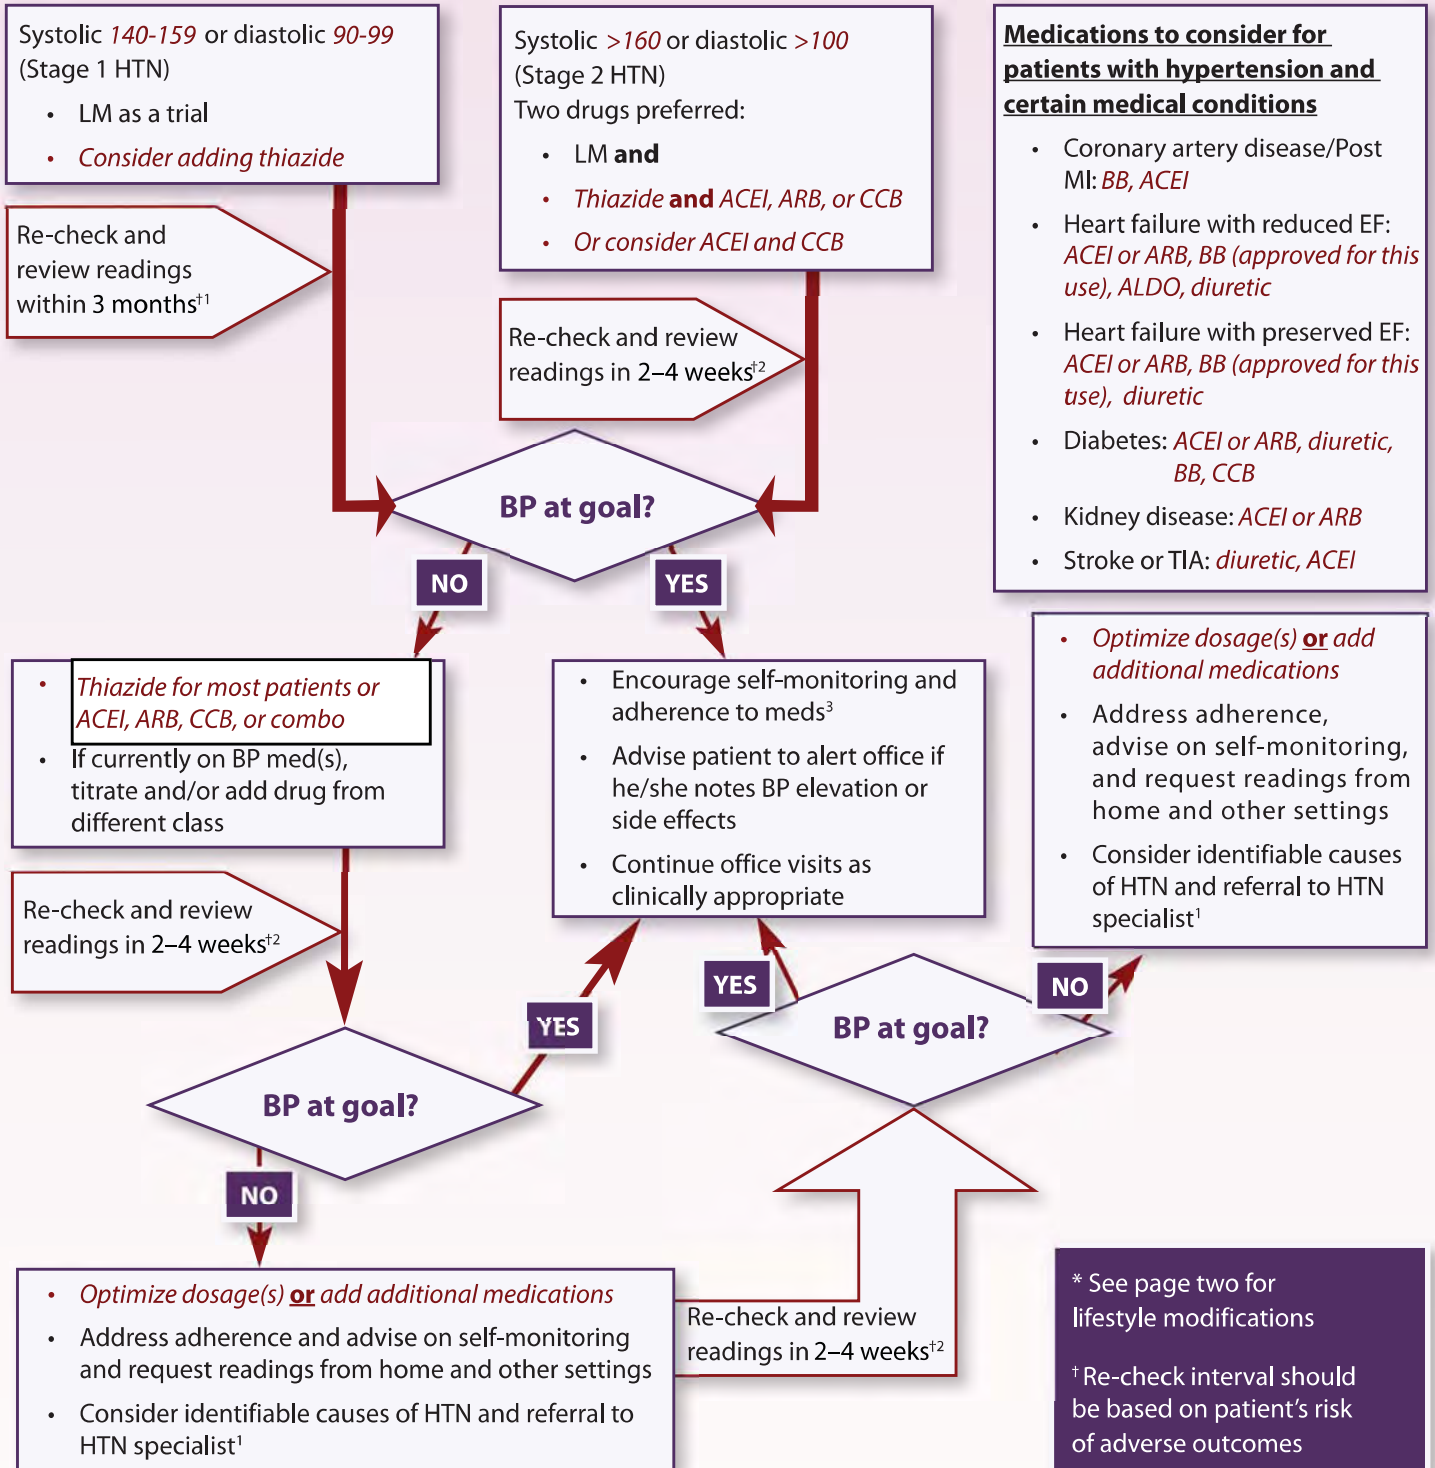 Systolic 140-159 or diastolic 90-99
(Stage 1 HTN)
• LM as a trial
• Consider adding thiazide
Systolic >160 or diastolic >100
(Stage 2 HTN)
Two drugs preferred:
• LM and
• Thiazide and ACEI, ARB, or CCB
• Or consider ACEI and CCB
Medications to consider for
patients with hypertension and
certain medical conditions
• Coronary artery disease/Post
MI: BB, ACEI
• Heart failure with reduced EF:
ACEI or ARB, BB (approved for this
use), ALDO, diuretic
• Heart failure with preserved EF:
ACEI or ARB, BB (approved for this
use), diuretic
• Diabetes: ACEI or ARB, diuretic,
BB, CCB
• Kidney disease: ACEI or ARB
• Stroke or TIA: diuretic, ACEI
Re-check and
review readings
within 3 months†1
Re-check and review
readings in 2–4 weeks†2
BP at goal?
NO
YES
• Thiazide for most patients or
ACEI, ARB, CCB, or combo
• If currently on BP med(s),
titrate and/or add drug from
different class
• Encourage self-monitoring and
adherence to meds3
• Advise patient to alert office if
he/she notes BP elevation or
side effects
• Continue office visits as
clinically appropriate
• Optimize dosage(s) or add
additional medications
• Address adherence,
advise on self-monitoring,
and request readings from
home and other settings
• Consider identifiable causes
of HTN and referral to HTN
specialist1
Re-check and review
readings in 2–4 weeks†2
YES
YES
NO
BP at goal?
BP at goal?
NO
• Optimize dosage(s) or add additional medications
• Address adherence and advise on self-monitoring
and request readings from home and other settings
• Consider identifiable causes of HTN and referral to
HTN specialist1
Re-check and review
readings in 2–4 weeks†2
* See page two for
lifestyle modifications
† Re-check interval should
be based on patient's risk
of adverse outcomes